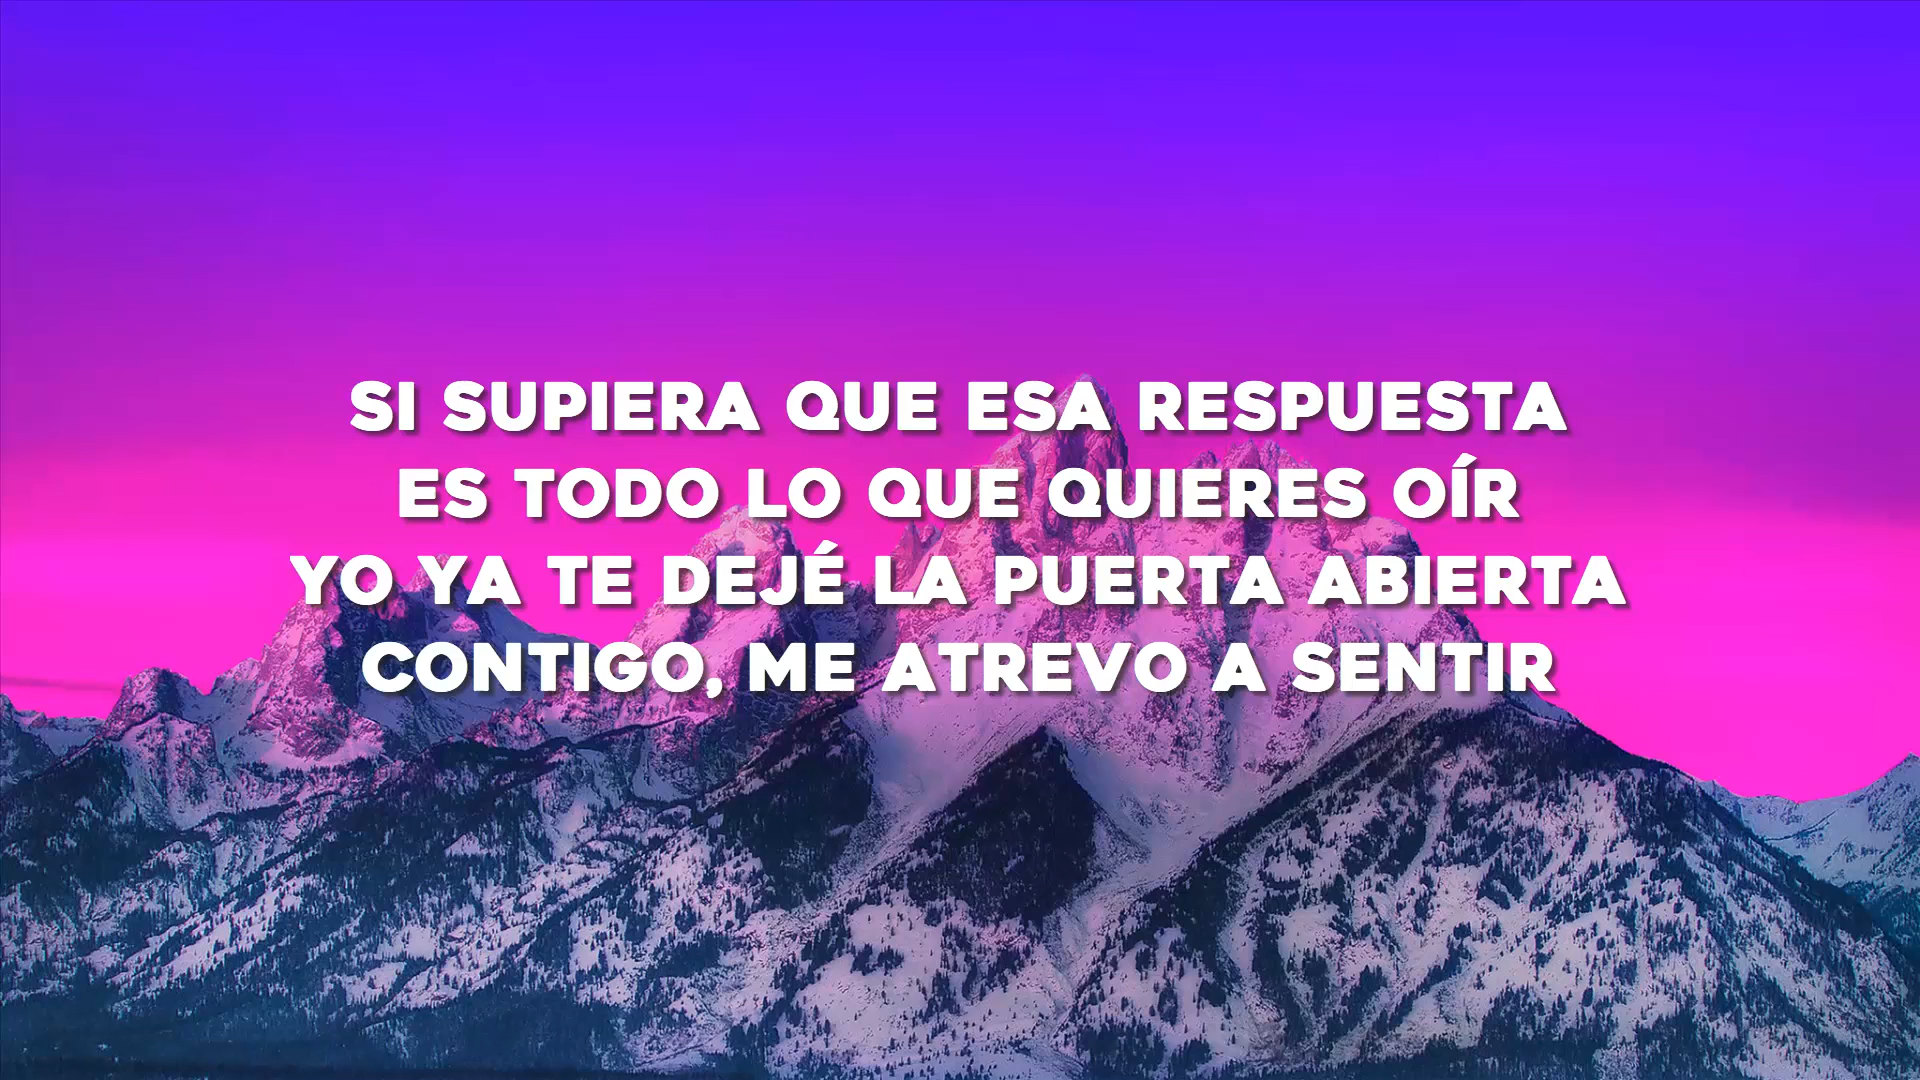 SI SUPIERA QUE ESA RESPUESTA
ES TODO LO QUE QUIERES OÍR
YO YA TE DEJÉ LA PUERTA ABIERTA
CONTIGO, ME ATREVO A SENTIR